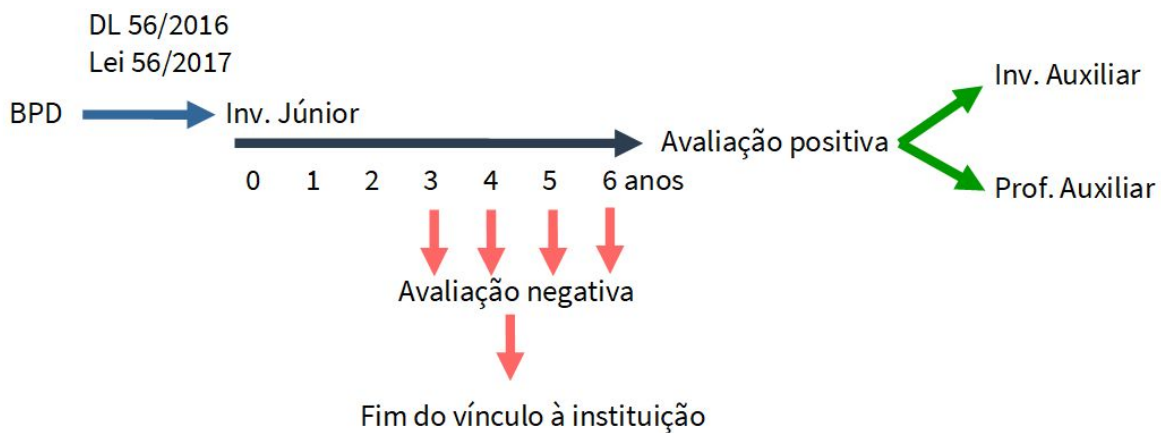 DL 56/2016
Lei 56/2017
BPD
Inv. Júnior
Avaliação positiva
Inv. Auxiliar
Prof. Auxiliar
0 1 2 3 4 5 6 anos
Avaliação negativa
Fim do vínculo à instituição